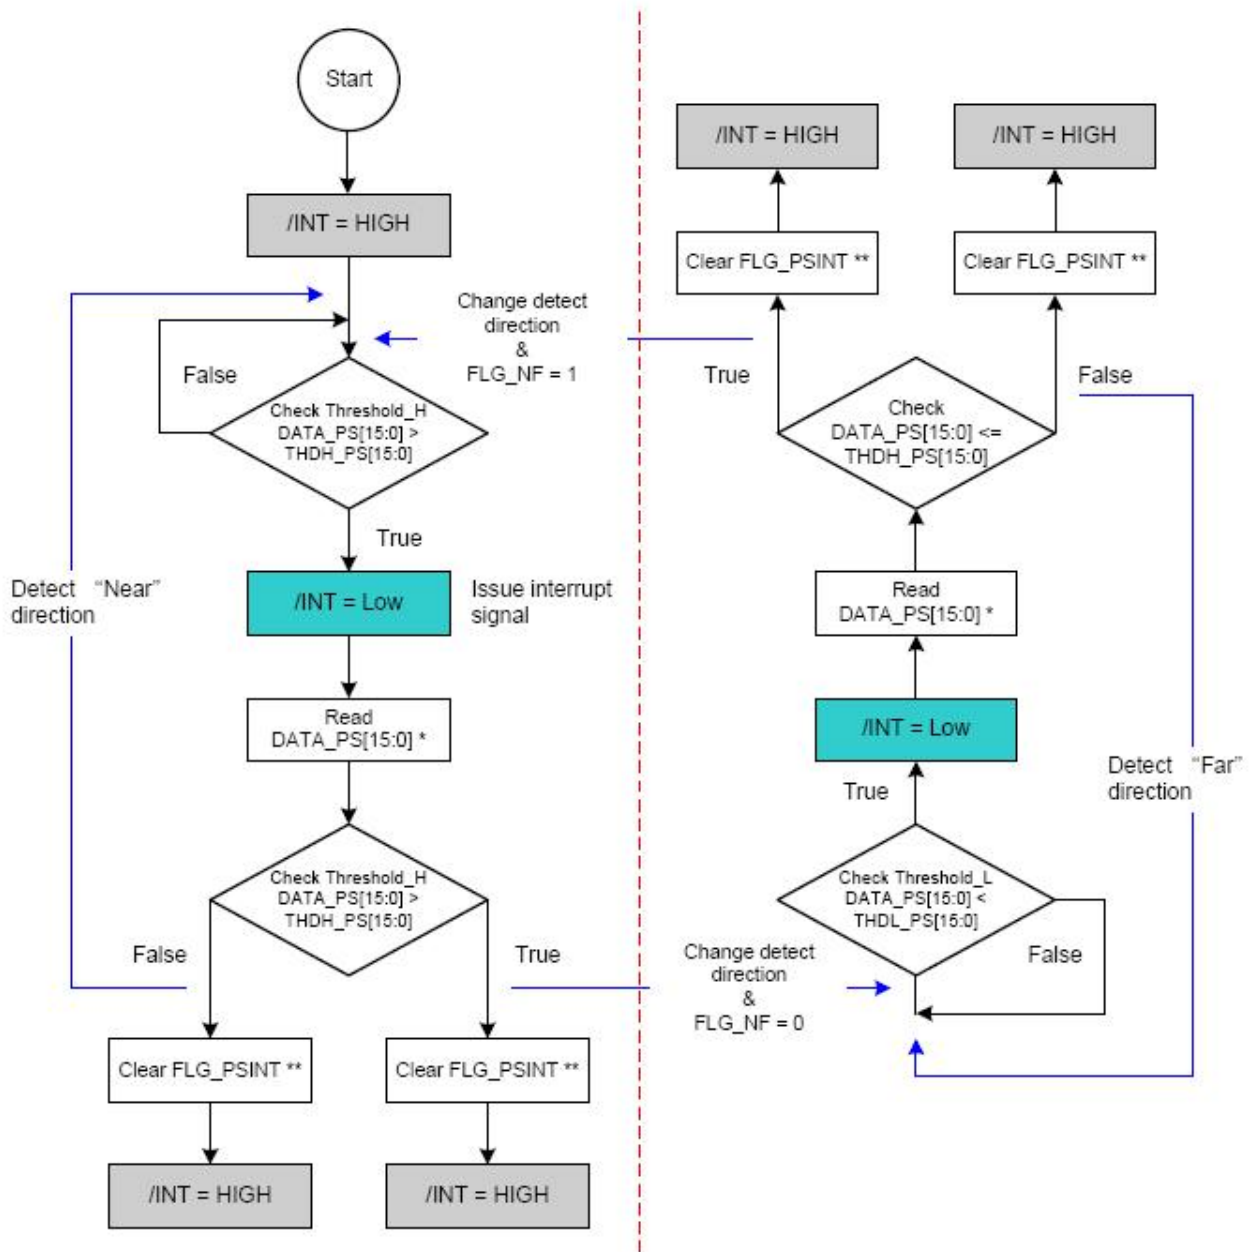 Start
/INT = HIGH
Change detect
direction
&
FLG_NF = 1
False
Check Threshold_H
DATA_PS[15:0] >
THDH_PS[15:0]
True
/INT = Low
Issue interrupt
signal
Detect “Near”
direction
Read
DATA_PS[15:0] *
Check Threshold_H
DATA_PS[15:0] >
THDH_PS[15:0]
False
True
Clear FLG_PSINT **
Clear FLG_PSINT **
/INT = HIGH
/INT = HIGH
/INT = HIGH
/INT = HIGH
Clear FLG_PSINT **
Clear FLG_PSINT **
True
False
Check
DATA_PS[15:0] <=
THDH_PS[15:0]
Read
DATA_PS[15:0] *
/INT = Low
Detect “Far”
direction
True
Check Threshold_L
DATA_PS[15:0] <
THDL_PS[15:0]
False
Change detect
direction
&
FLG_NF = 0